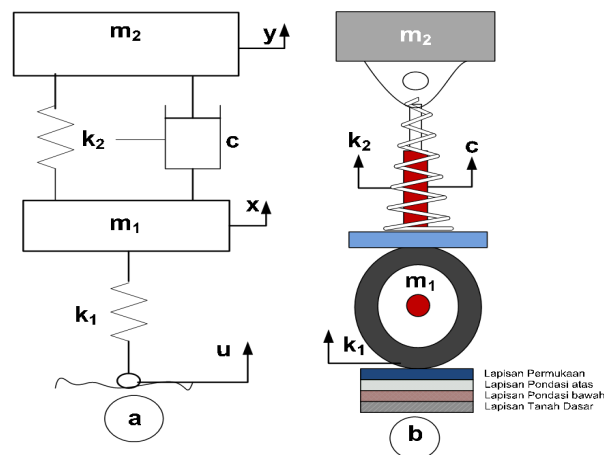 m₂
y
k₂
c
m₁
x
k₁
u
a
m₂
k₂
c
m₁
k₁
Lapisan Permukaan
Lapisan Pondasi atas
Lapisan Pondasi bawah
Lapisan Tanah Dasar
b